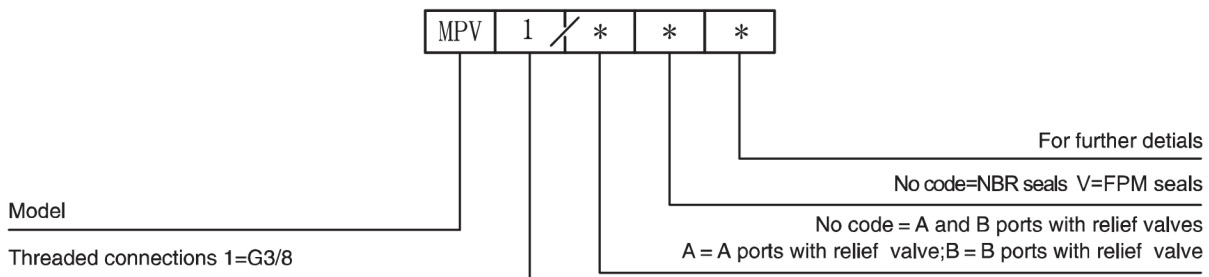 MPV 1 / * * *
For further detials
No code=NBR seals V=FPM seals
Model
No code = A and B ports with relief valves
Threaded connections 1=G3/8
A = A ports with relief valve;B = B ports with relief valve